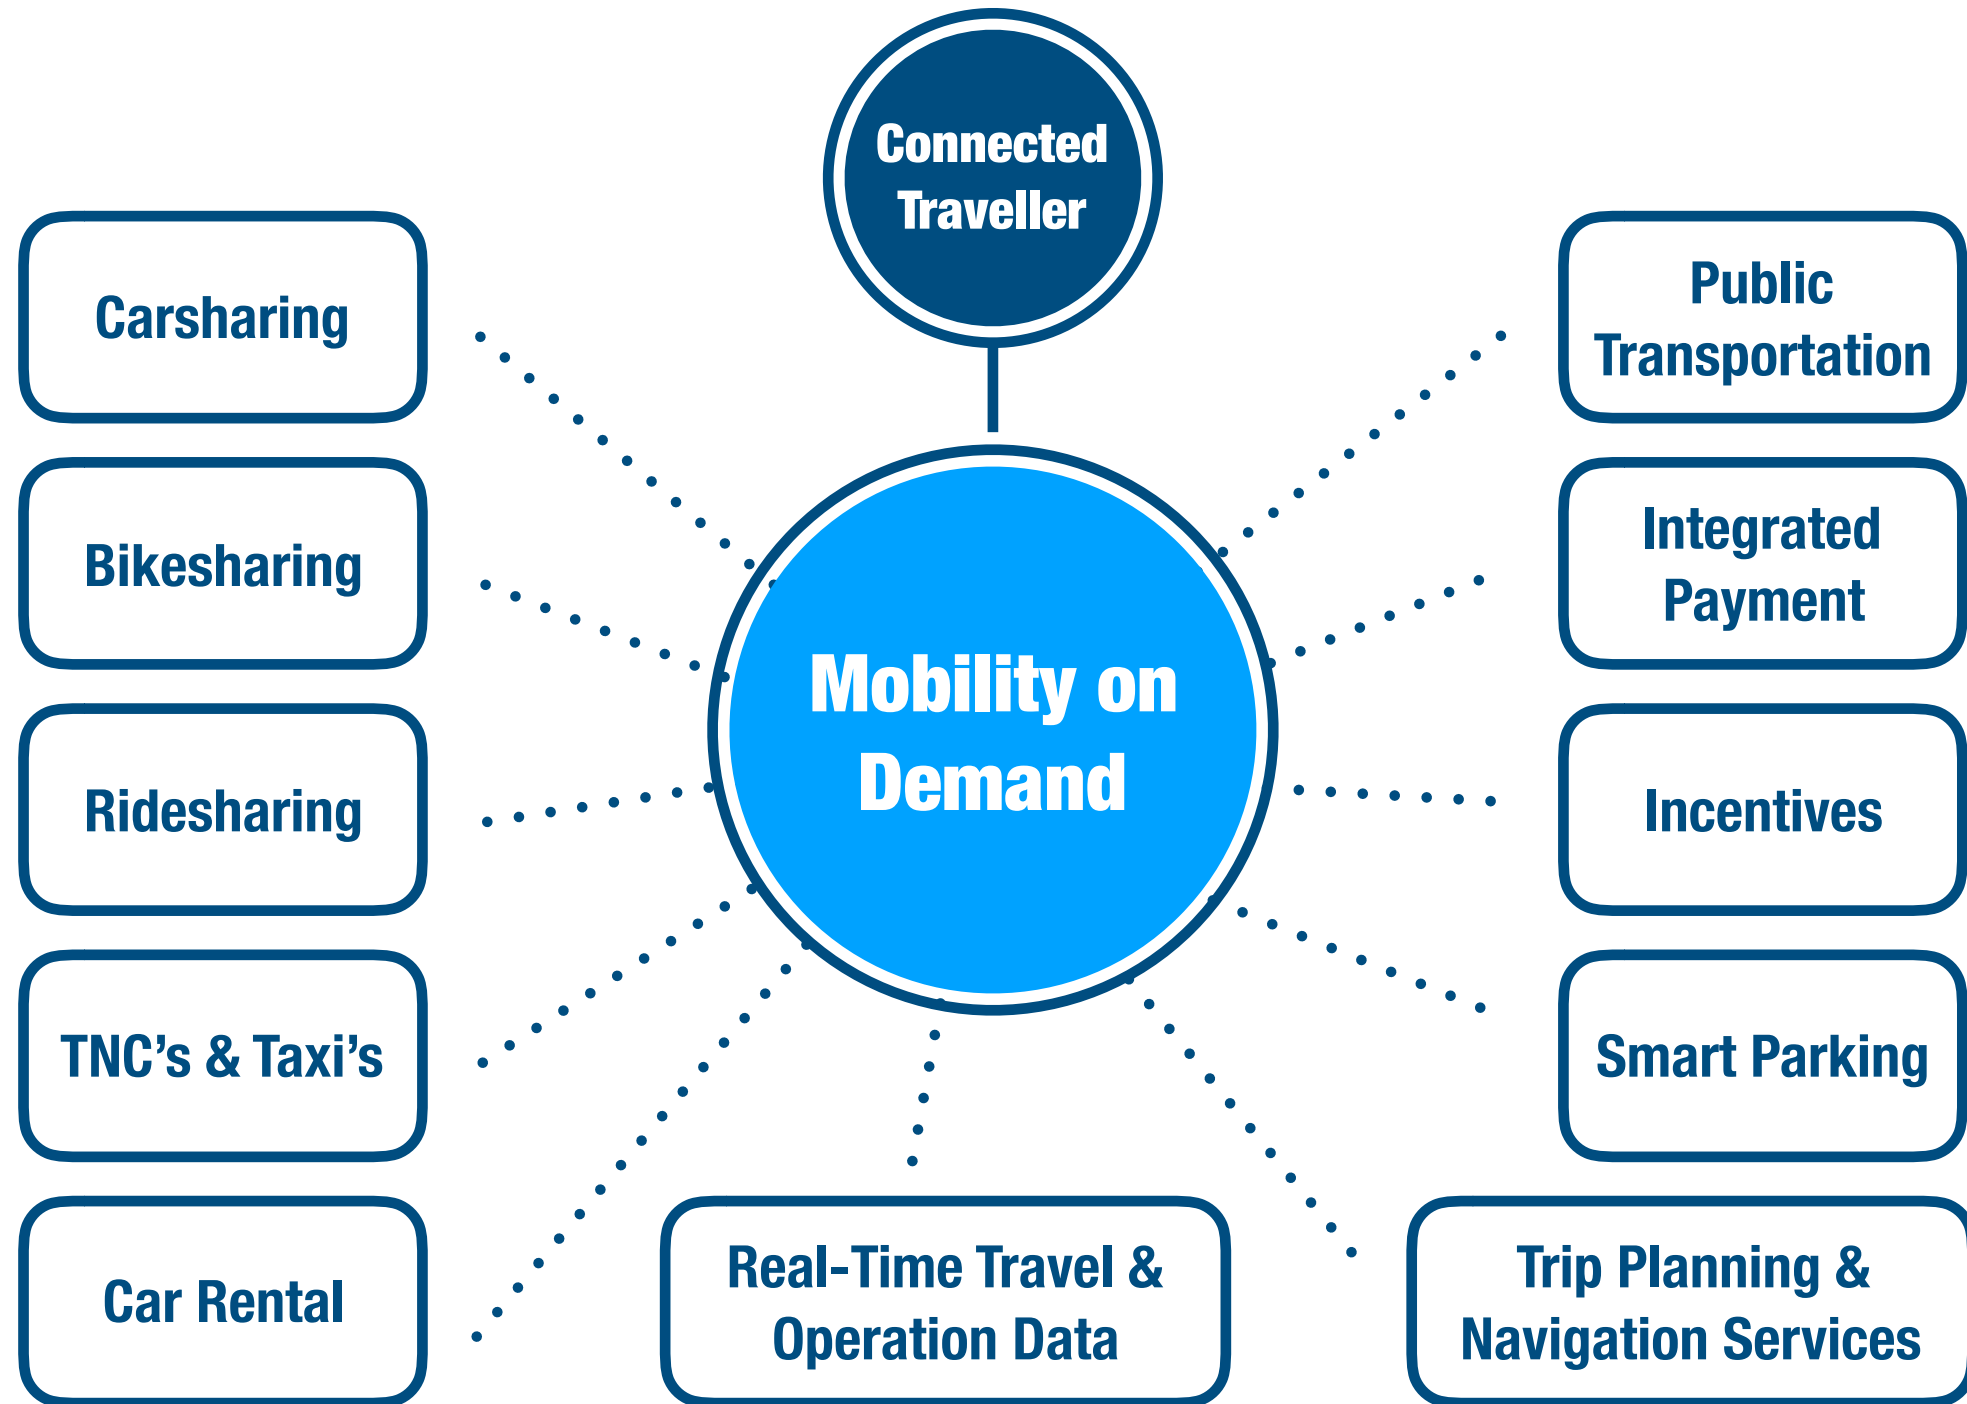 Connected
Traveller
Carsharing
Bikesharing
Ridesharing
TNC’s & Taxi’s
Car Rental
Mobility on
Demand
Real-Time Travel &
Operation Data
Public
Transportation
Integrated
Payment
Incentives
Smart Parking
Trip Planning &
Navigation Services